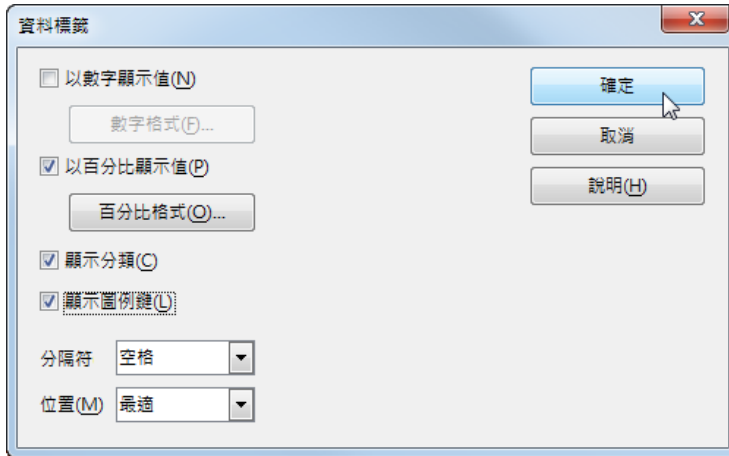 資料標籤
以數字顯示值(N)
數字格式(F)...
以百分比顯示值(P)
百分比格式(O)...
顯示分類(C)
顯示圖例鍵(L)
分隔符 空格
位置(M) 最適
確定
取消
說明(H)